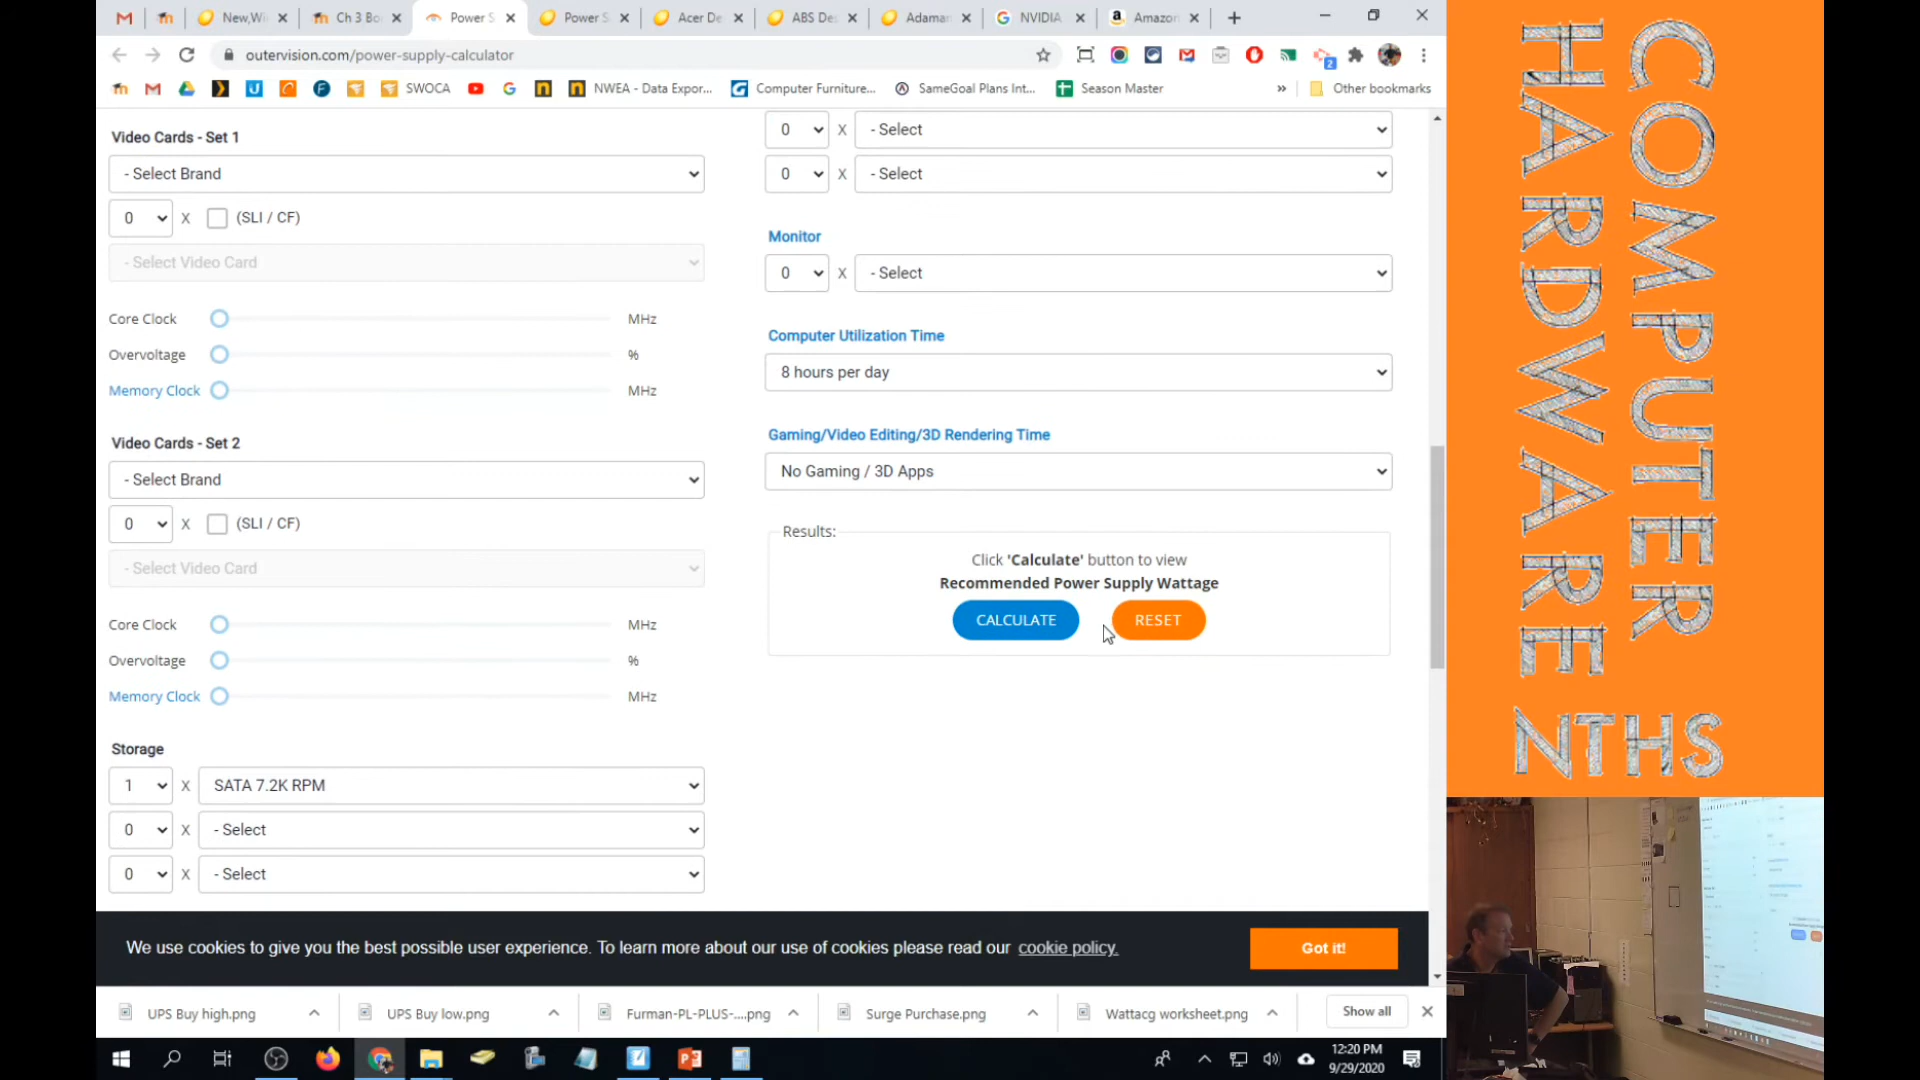 New,Wi
Ch 3 Bo
Power S
Power S
Acer De
ABS De
Adama
NVIDIA
Amazon
outervision.com/power-supply-calculator
2
SWOCA
NWEA - Data Expor...
Computer Furniture...
SameGoal Plans Int...
Season Master
»
Other bookmarks
Video Cards - Set 1
- Select Brand
0 X (SLI / CF)
- Select Video Card
Core Clock MHz
Overvoltage %
Memory Clock MHz
Video Cards - Set 2
- Select Brand
0 X (SLI / CF)
- Select Video Card
Core Clock MHz
Overvoltage %
Memory Clock MHz
Storage
1 X SATA 7.2K RPM
0 X - Select
0 X - Select
0 X - Select
0 X - Select
Monitor
0 X - Select
Computer Utilization Time
8 hours per day
Gaming/Video Editing/3D Rendering Time
No Gaming / 3D Apps
Results:
Click 'Calculate' button to view
Recommended Power Supply Wattage
CALCULATE RESET
We use cookies to give you the best possible user experience. To learn more about our use of cookies please read our cookie policy.
Got it!
UPS Buy high.png
UPS Buy low.png
Furman-PL-PLUS-....png
Surge Purchase.png
Wattacg worksheet.png
Show all
12:20 PM
9/29/2020
COMPUTER
HARDWARE
NTHS